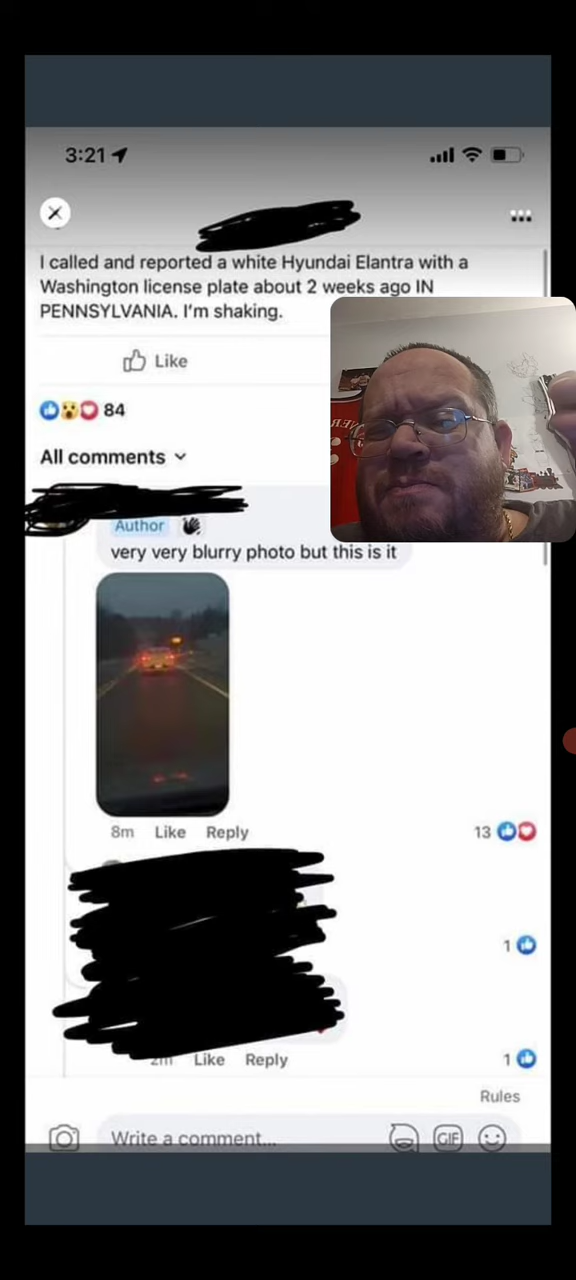 3:21
I called and reported a white Hyundai Elantra with a
Washington license plate about 2 weeks ago IN
PENNSYLVANIA. I'm shaking.
Like
84
All comments
Author
very very blurry photo but this is it
8m Like Reply
13
1
2m Like Reply
1
Rules
Write a comment...
GIF